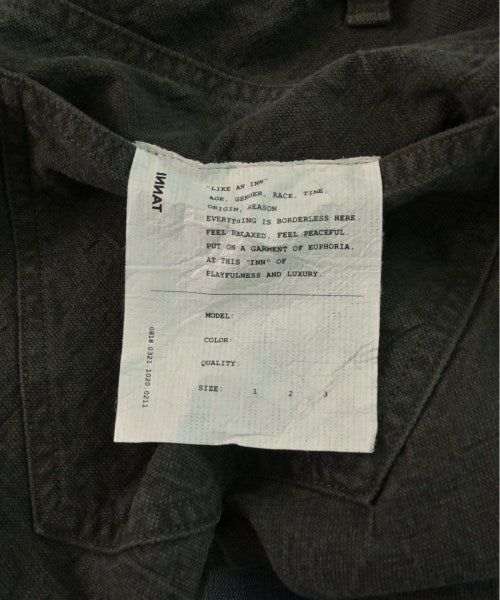 INNAT
"LIKE AN INN"
AGE, GENDER, RACE, TIME,
ORIGIN, SEASON
EVERYTHING IS BORDERLESS HERE
FEEL RELAXED, FEEL PEACEFUL.
PUT ON A GARMENT OF EUPHORIA,
AT THIS "INN" OF
PLAYFULNESS AND LUXURY.
MODEL:
COLOR
QUALITY:
SIZE: 1 2 3
0818.0321.1020.0211